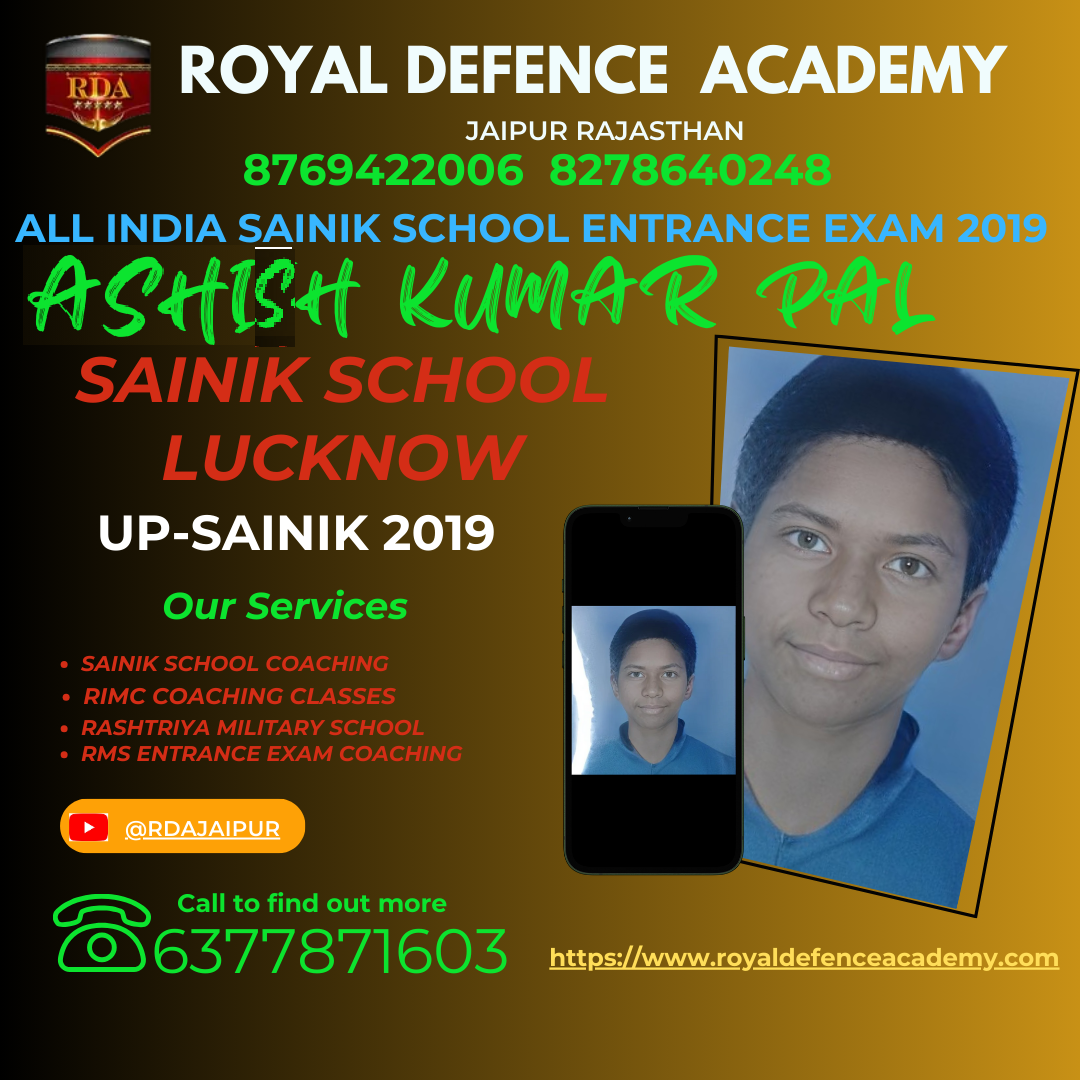 RDA
ROYAL DEFENCE ACADEMY
JAIPUR RAJASTHAN
8769422006 8278640248
ALL INDIA SAINIK SCHOOL ENTRANCE EXAM 2019
ASHISH KUMAR PAL
SAINIK SCHOOL
LUCKNOW
UP-SAINIK 2019
Our Services
• SAINIK SCHOOL COACHING
• RIMC COACHING CLASSES
• RASHTRIYA MILITARY SCHOOL
• RMS ENTRANCE EXAM COACHING
@RDAJAIPUR
Call to find out more
6377871603
https://www.royaldefenceacademy.com